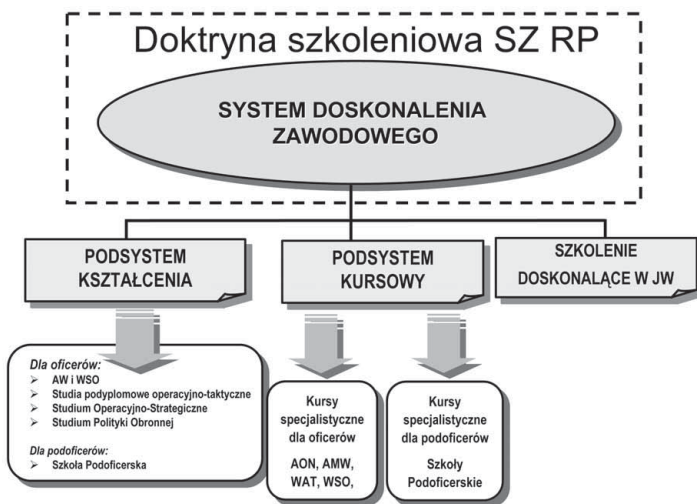 Doktryna szkoleniowa SZ RP
SYSTEM DOSKONALENIA
ZAWODOWEGO
PODSYSTEM
KSZTAŁCENIA
PODSYSTEM
KURSOWY
SZKOLENIE
DOSKONALĄCE W JW
Dla oficerów:
➢ AW i WSO
➢ Studia podyplomowe operacyjno-taktyczne
➢ Studium Operacyjno-Strategiczne
➢ Studium Polityki Obronnej
Dla podoficerów:
➢ Szkoła Podoficerska
Kursy
specjalistyczne
dla oficerów
AON, AMW,
WAT, WSO,
Kursy
specjalistyczne
dla podoficerów
Szkoły
Podoficerskie